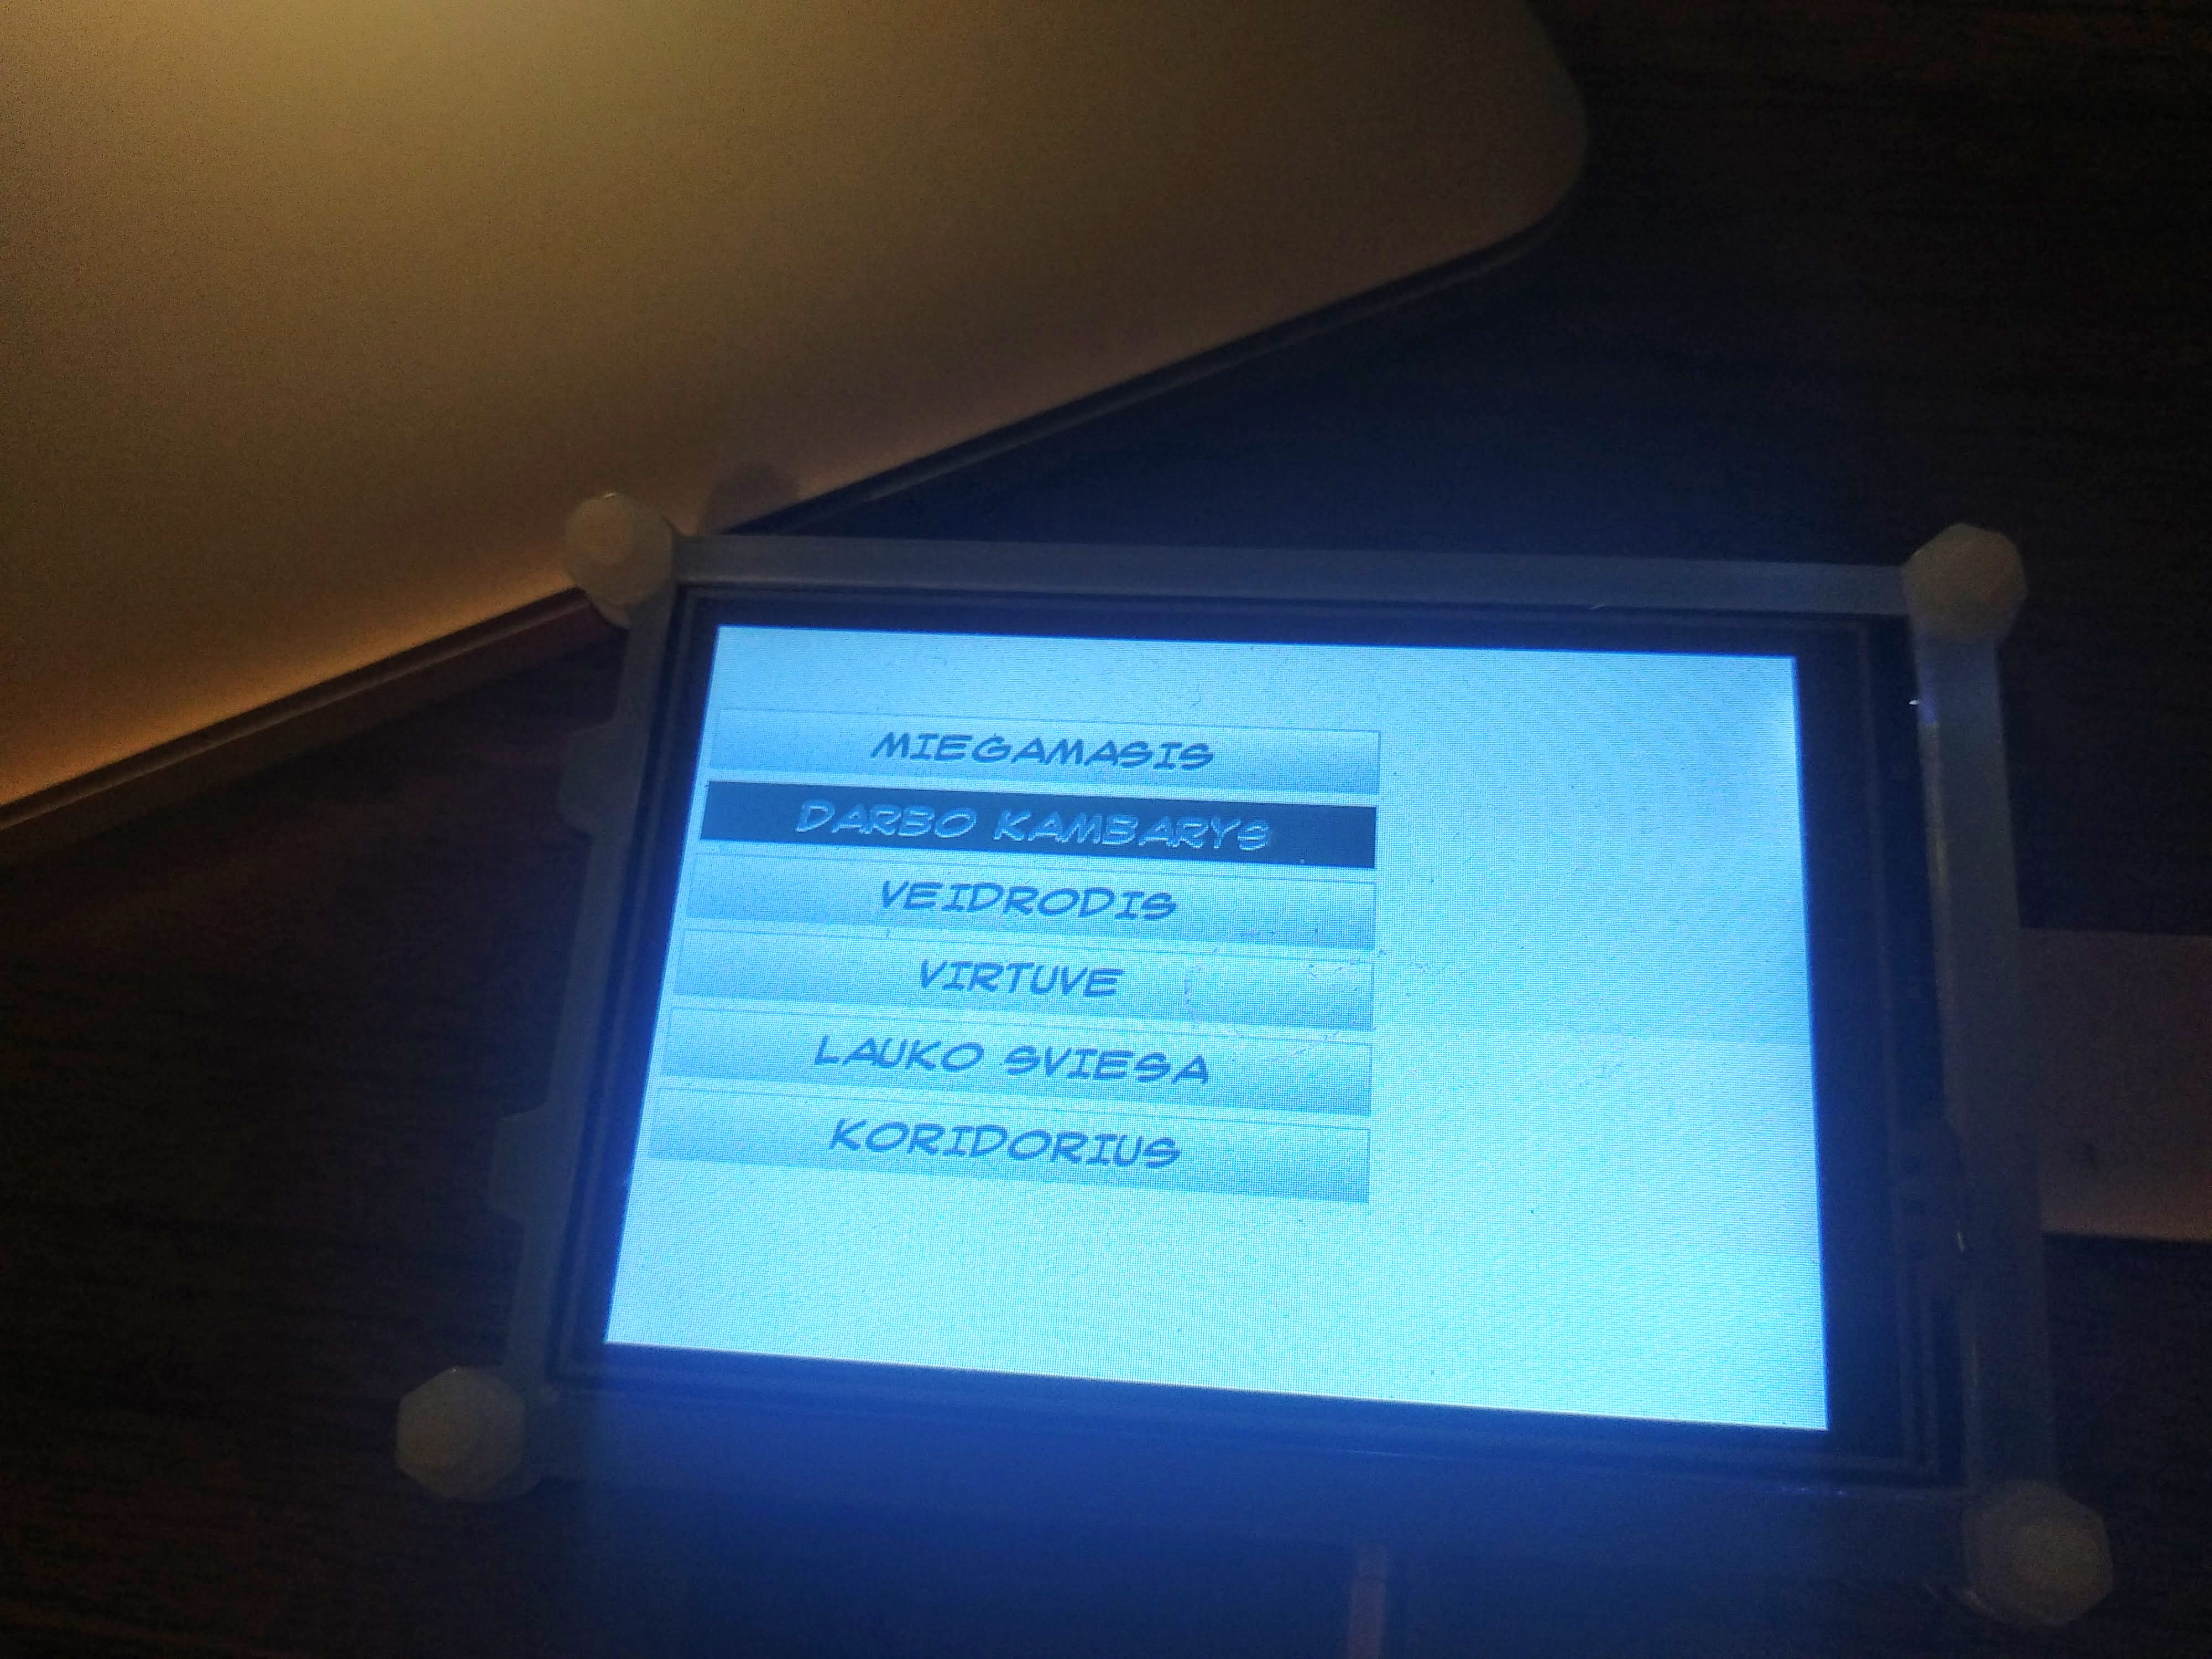 MIEGAMASIS
DARBO KAMBARYS
VEIDRODIS
VIRTUVE
LAUKO SVIESA
KORIDORIUS